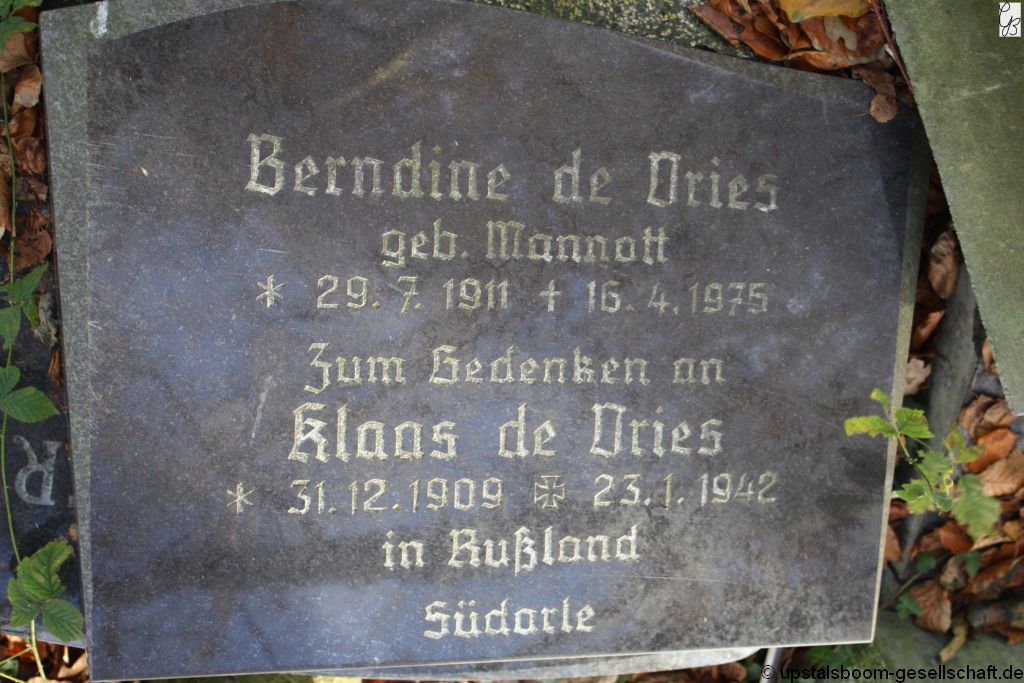 Berndine de Vries
geb. Mannott
* 29. 7. 1911 † 16. 4. 1975
Zum Gedenken an
Klaas de Vries
* 31. 12. 1909 ✠ 23. 1. 1942
in Rußland
Südarle
R
© upstalsboom-gesellschaft.de